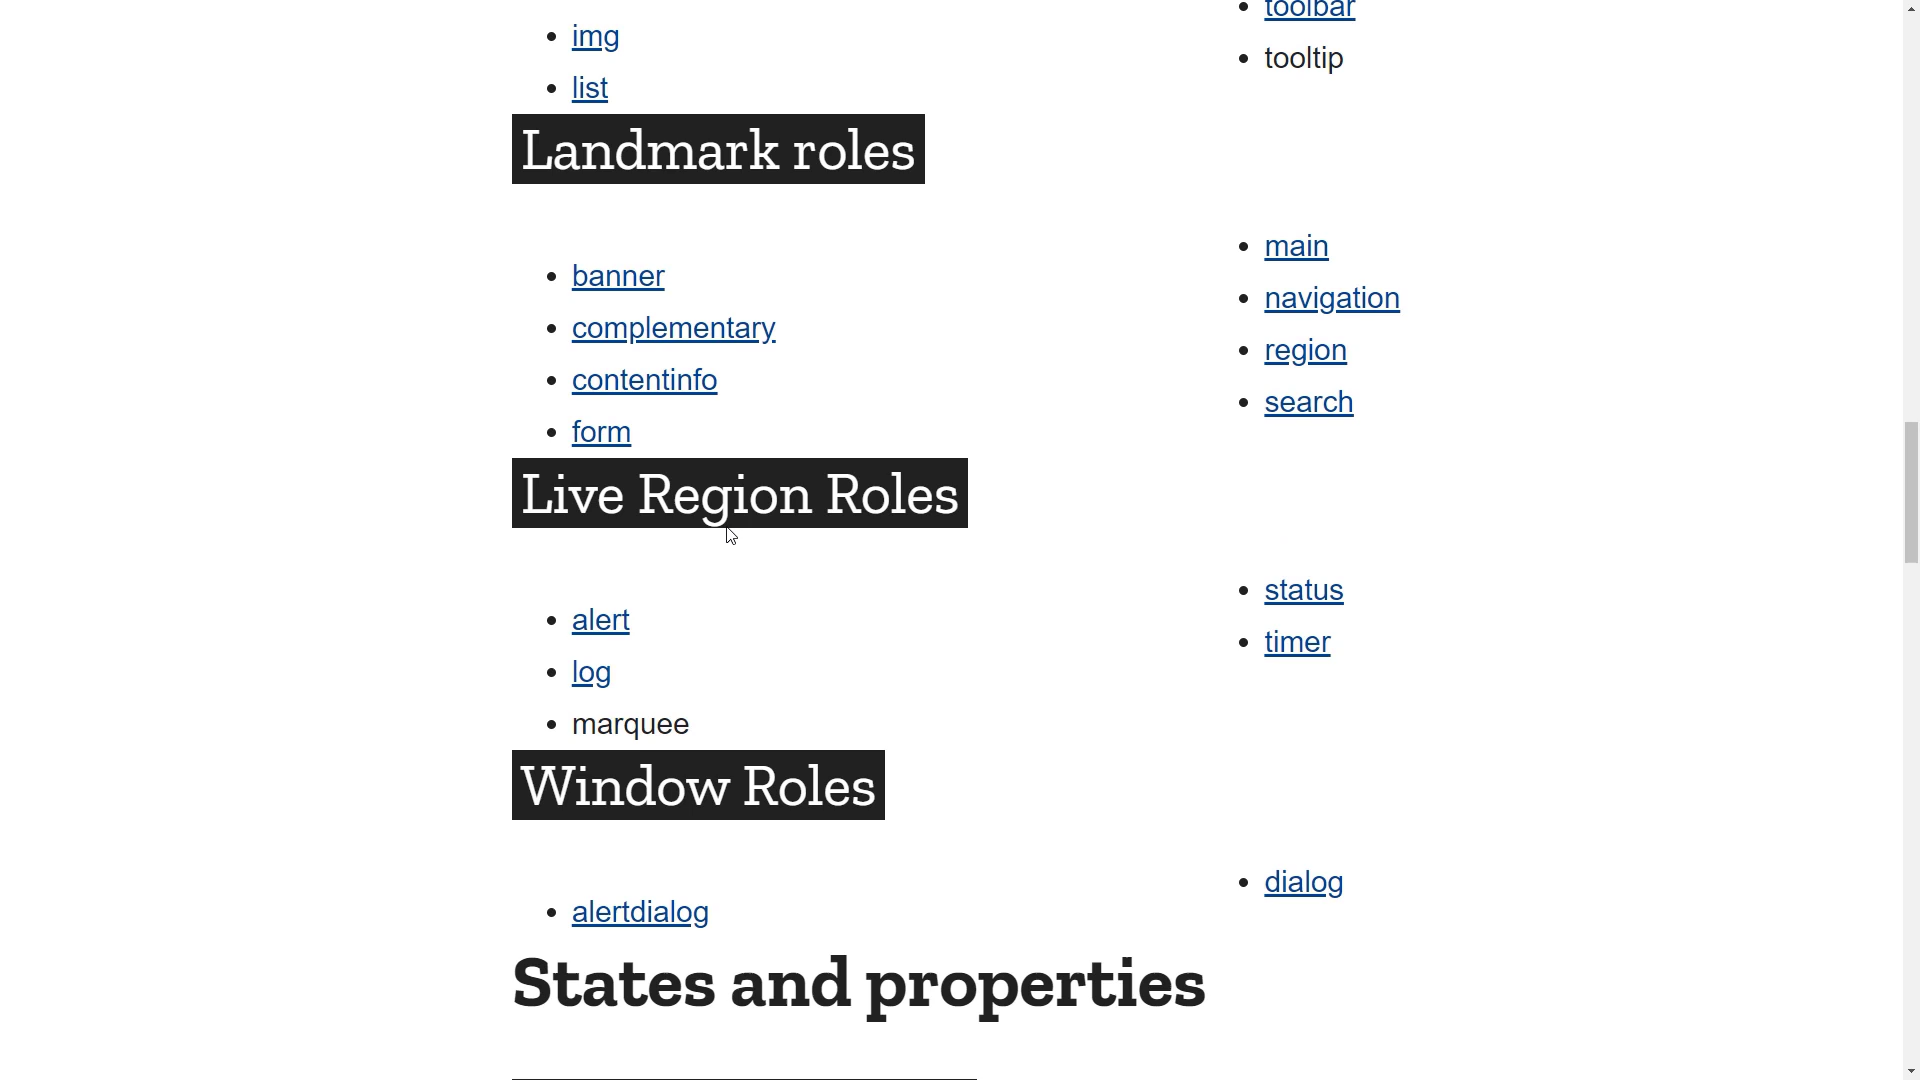 img
list
toolbar
tooltip
Landmark roles
banner
complementary
contentinfo
form
main
navigation
region
search
Live Region Roles
alert
log
marquee
status
timer
Window Roles
alertdialog
dialog
States and properties